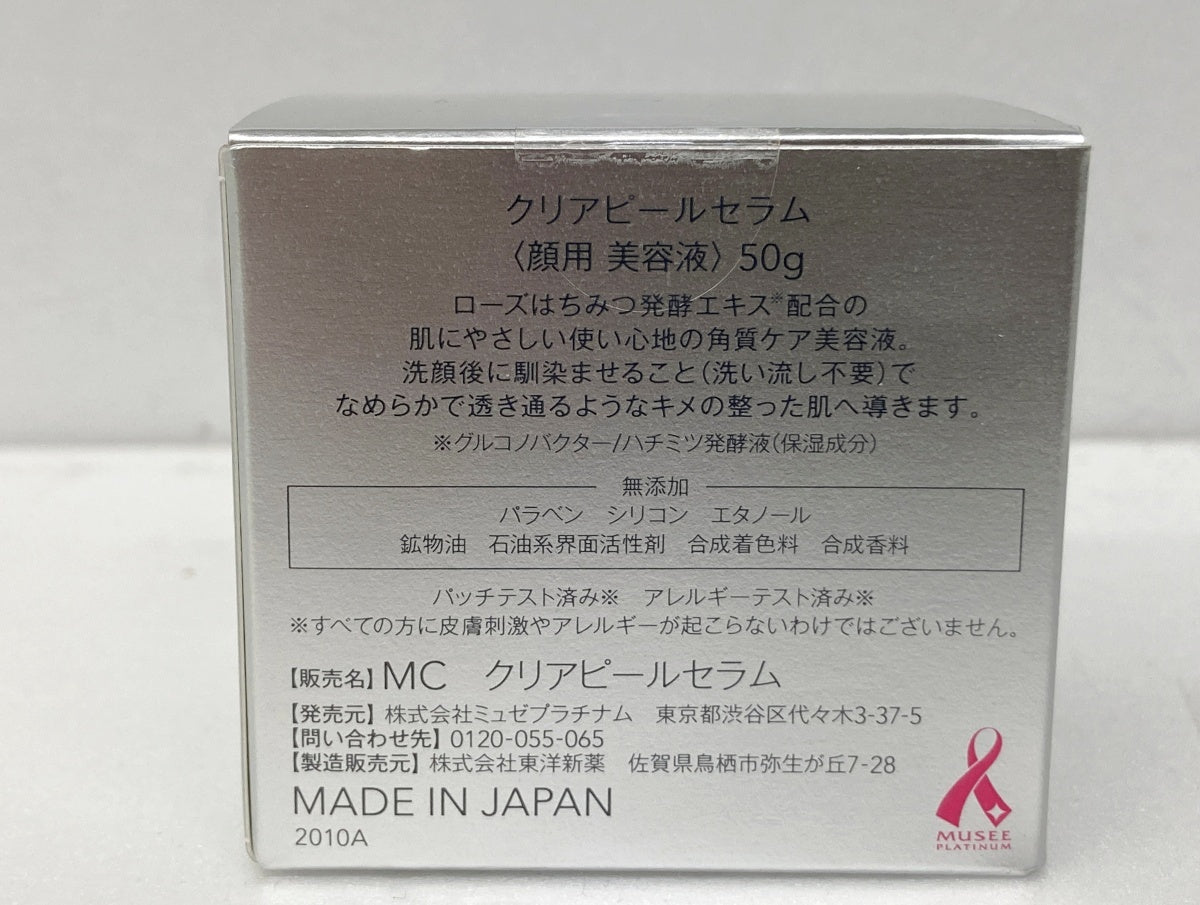 クリアピールセラム
〈顔用 美容液〉50g
ローズはちみつ発酵エキス※配合の
肌にやさしい使い心地の角質ケア美容液。
洗顔後に馴染ませること(洗い流し不要)で
なめらかで透き通るようなキメの整った肌へ導きます。
※グルコノバクター/ハチミツ発酵液(保湿成分)
無添加
パラベン シリコン エタノール
鉱物油 石油系界面活性剤 合成着色料 合成香料
パッチテスト済み※ アレルギーテスト済み※
※すべての方に皮膚刺激やアレルギーが起こらないわけではございません。
【販売名】MC クリアピールセラム
【発売元】株式会社ミュゼプラチナム 東京都渋谷区代々木3-37-5
【問い合わせ先】0120-055-065
【製造販売元】株式会社東洋新薬 佐賀県鳥栖市弥生が丘7-28
MADE IN JAPAN
2010A
MUSEE
PLATINUM